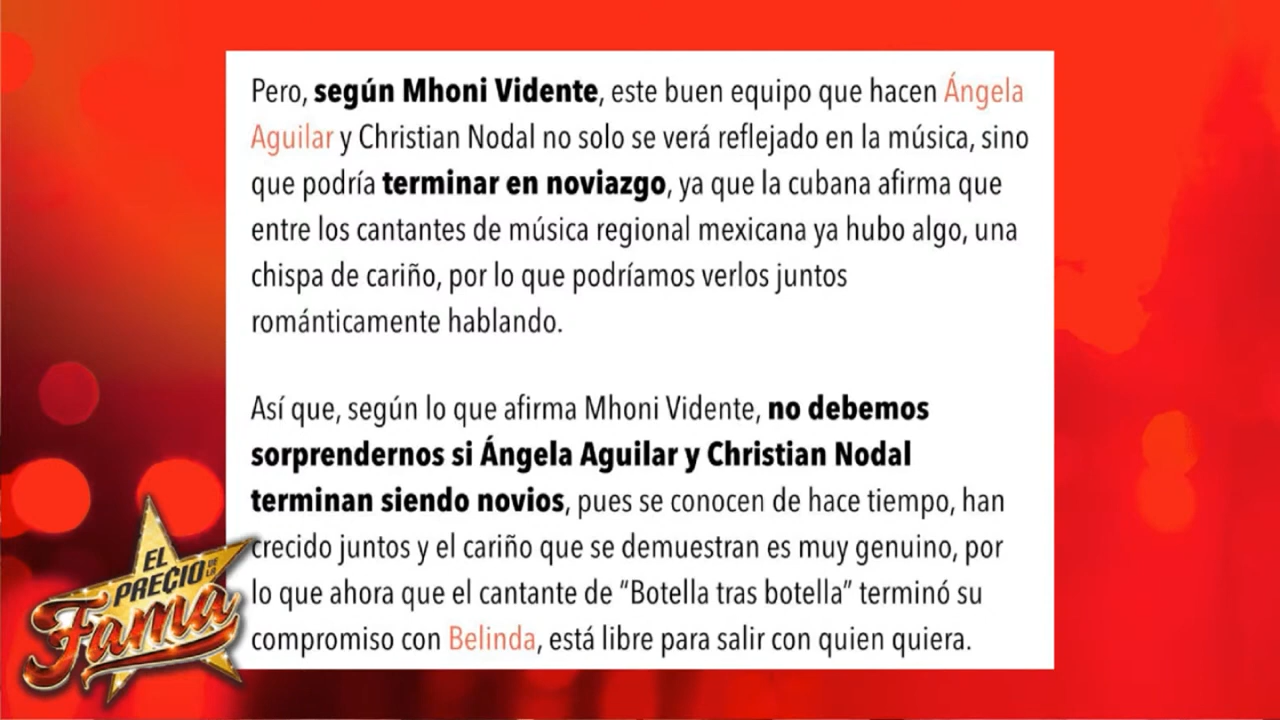 Pero, según Mhoni Vidente, este buen equipo que hacen Ángela
Aguilar y Christian Nodal no solo se verá reflejado en la música, sino
que podría terminar en noviazgo, ya que la cubana afirma que
entre los cantantes de música regional mexicana ya hubo algo, una
chispa de cariño, por lo que podríamos verlos juntos
románticamente hablando.
Así que, según lo que afirma Mhoni Vidente, no debemos
sorprendernos si Ángela Aguilar y Christian Nodal
terminan siendo novios, pues se conocen de hace tiempo, han
crecido juntos y el cariño que se demuestran es muy genuino, por
lo que ahora que el cantante de “Botella tras botella” terminó su
compromiso con Belinda, está libre para salir con quien quiera.
EL
PRECIO DE LA
Fama